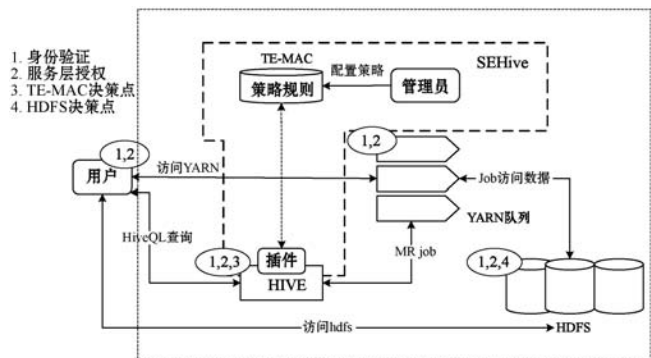 1. 身份验证
2. 服务层授权
3. TE-MAC决策点
4. HDFS决策点
TE-MAC
SEHive
策略规则
配置策略
管理员
1,2
1,2
用户
访问YARN
Job访问数据
YARN队列
HiveQL查询
1,2,3
插件
MR job
1,2,4
HIVE
访问hdfs
HDFS